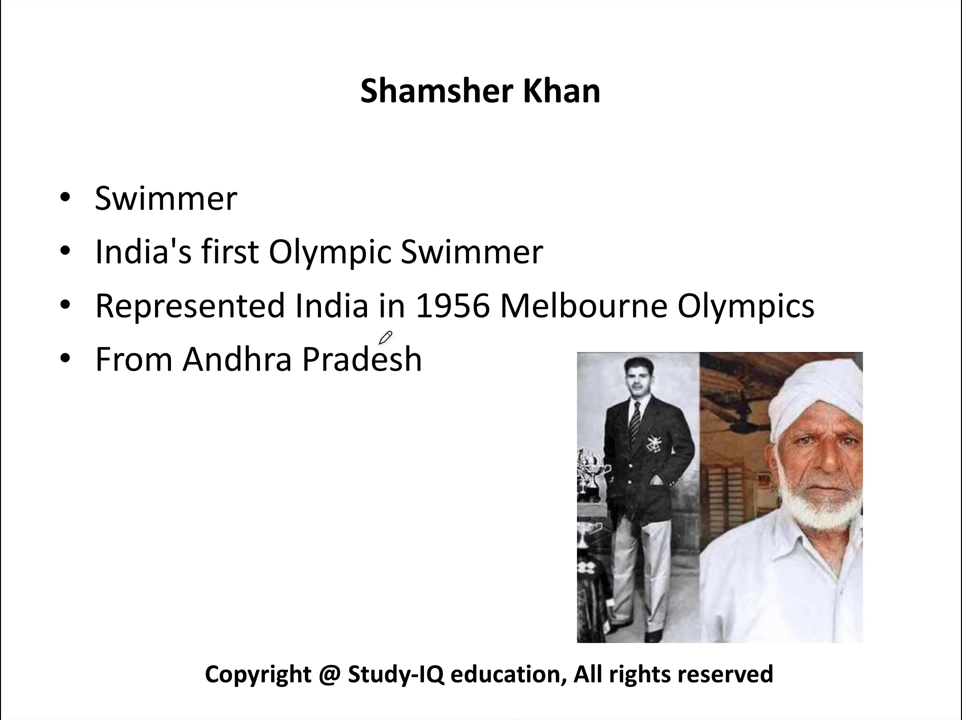 Shamsher Khan
• Swimmer
• India's first Olympic Swimmer
• Represented India in 1956 Melbourne Olympics
• From Andhra Pradesh
Copyright @ Study-IQ education, All rights reserved